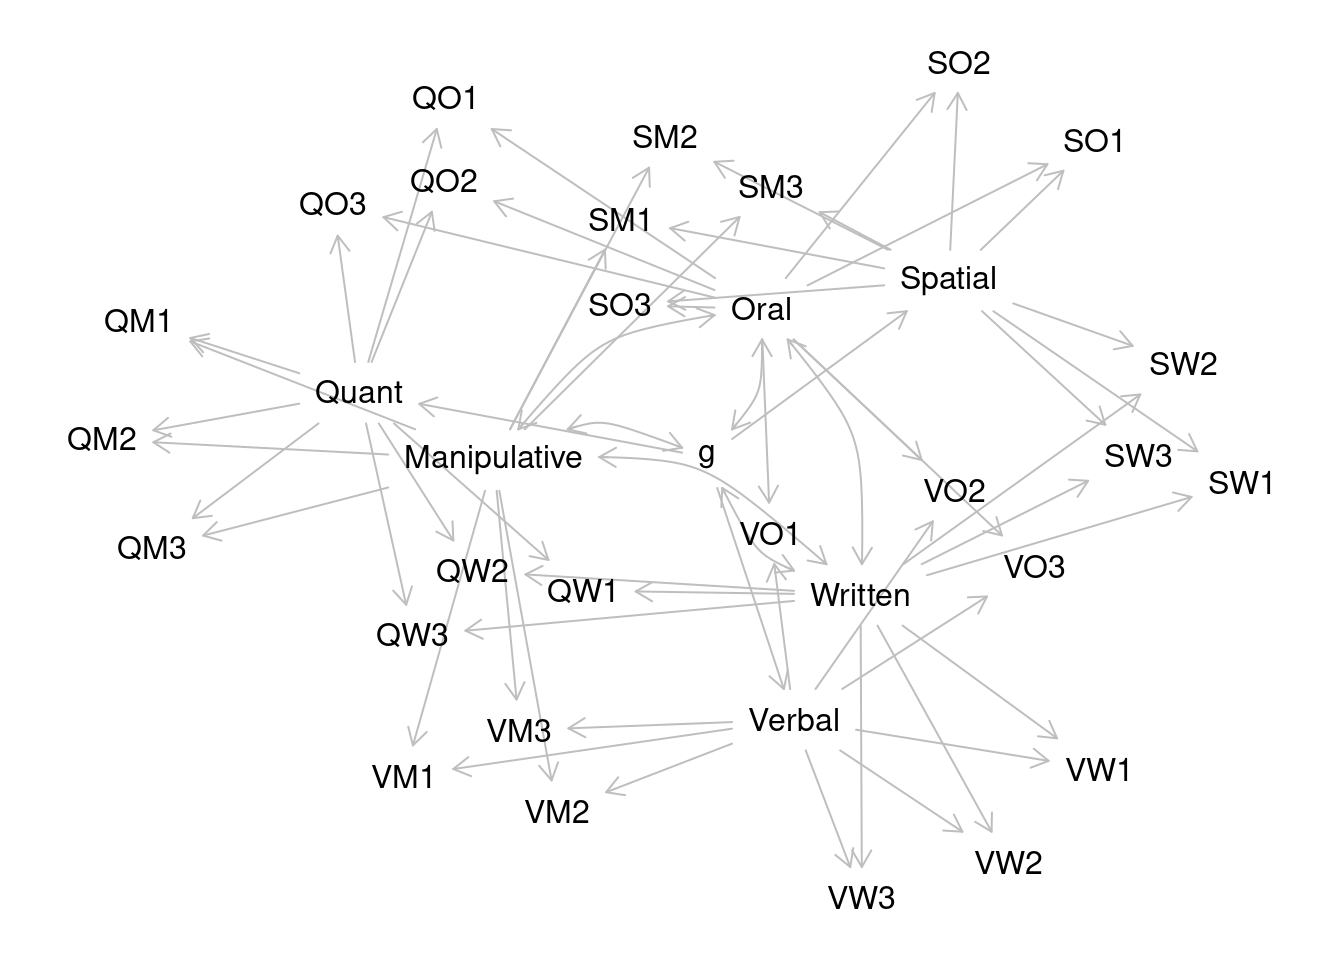 SO2
QO1
SM2
SO1
QO2
SM3
QO3
SM1
Spatial
SO3
Oral
QM1
SW2
Quant
QM2
g
Manipulative
SW3
SW1
VO2
VO1
QM3
VO3
QW2
QW1
Written
QW3
Verbal
VM3
VW1
VM1
VM2
VW2
VW3